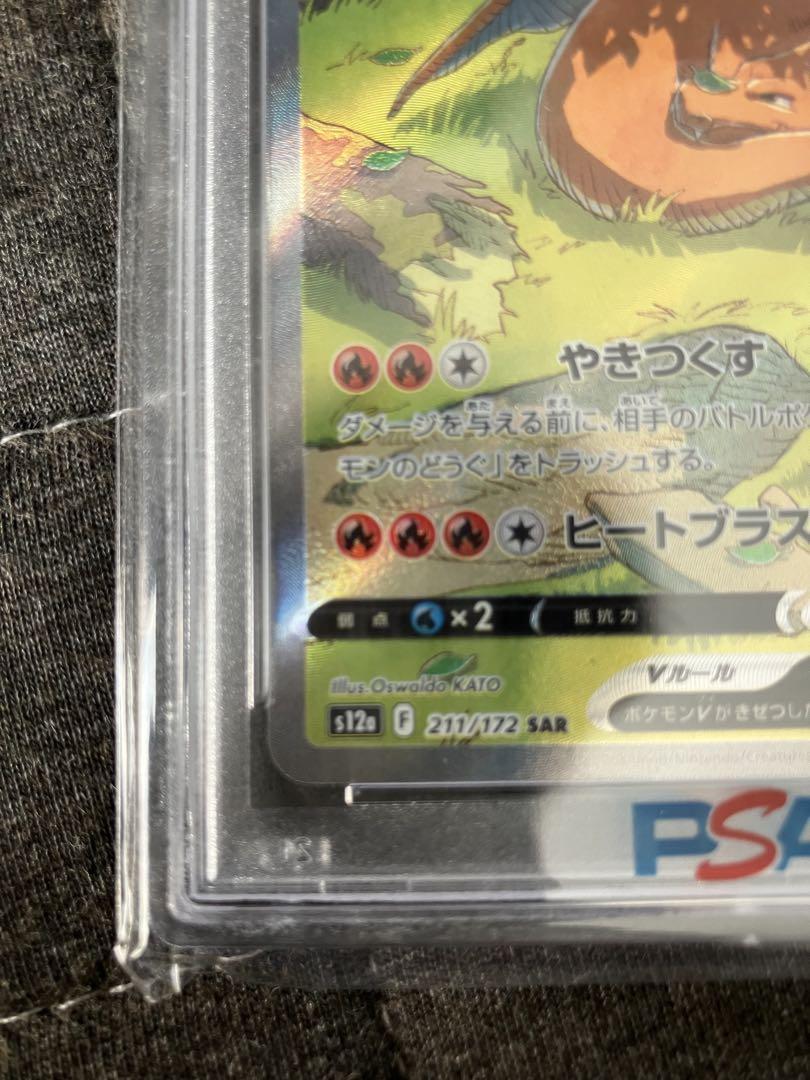 やきつくす
ダメージを与える前に、相手のバトルポ
モンのどうぐ」をトラッシュする。
ヒートブラス
弱点 ×2 抵抗力
Illus. Oswaldo KATO
Vルール
s12a F 211/172 SAR
ポケモンVがきぜつした
PSA